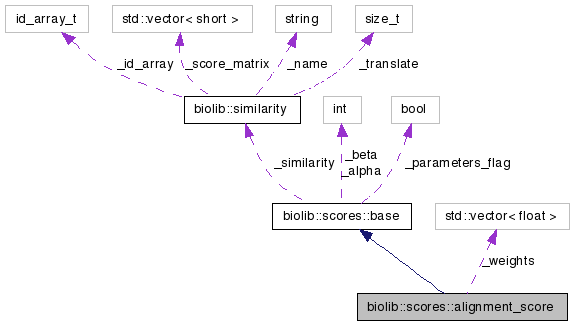 id_array_t
std::vector< short >
string
size_t
_id_array
_score_matrix
_name
_translate
biolib::similarity
int
bool
_similarity
_beta
_alpha
_parameters_flag
biolib::scores::base
std::vector< float >
_weights
biolib::scores::alignment_score